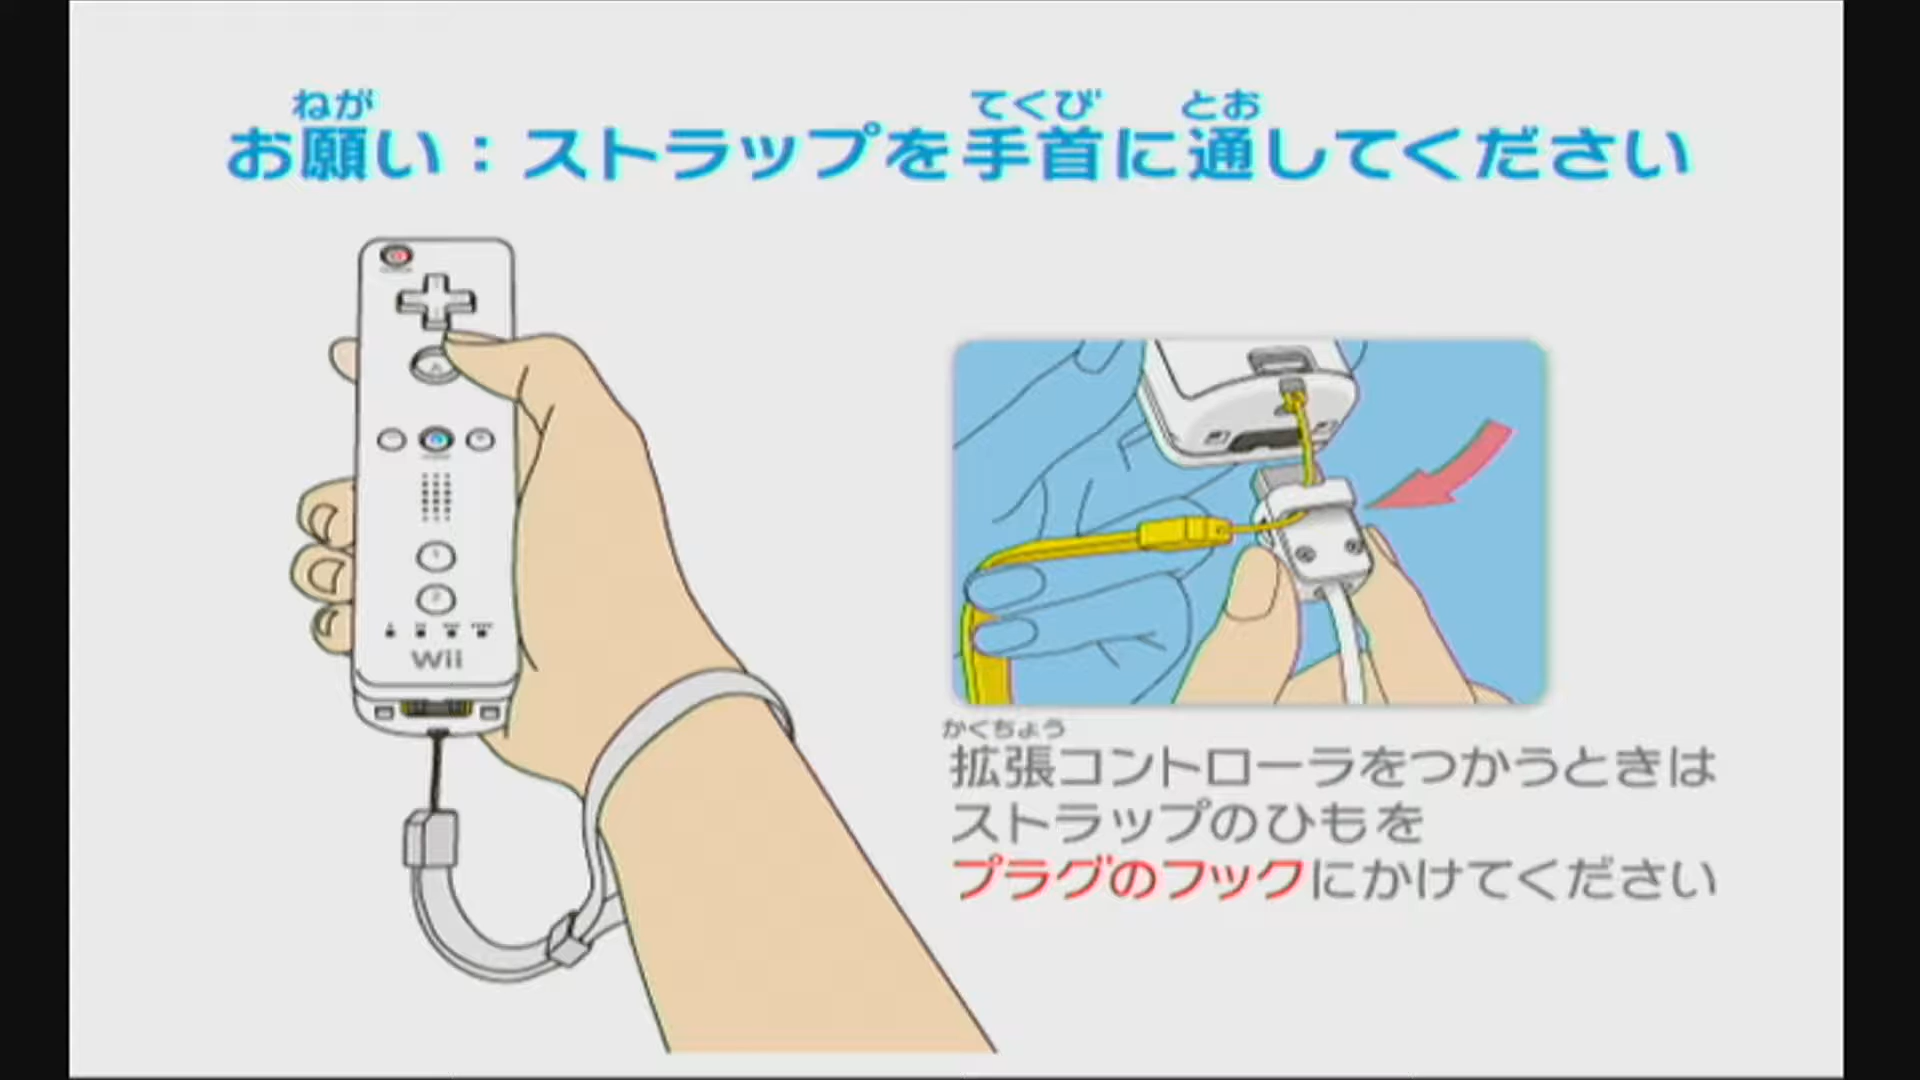 ねが てくび とお
お願い：ストラップを手首に通してください
Wii
かくちょう
拡張コントローラをつかうときは
ストラップのひもを
プラグのフックにかけてください